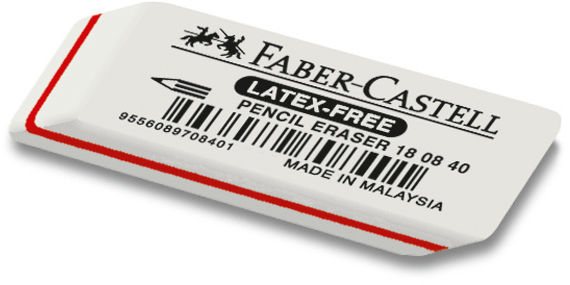 FABER-CASTELL
LATEX-FREE
PENCIL ERASER 18 08 40
9556089708401
MADE IN MALAYSIA